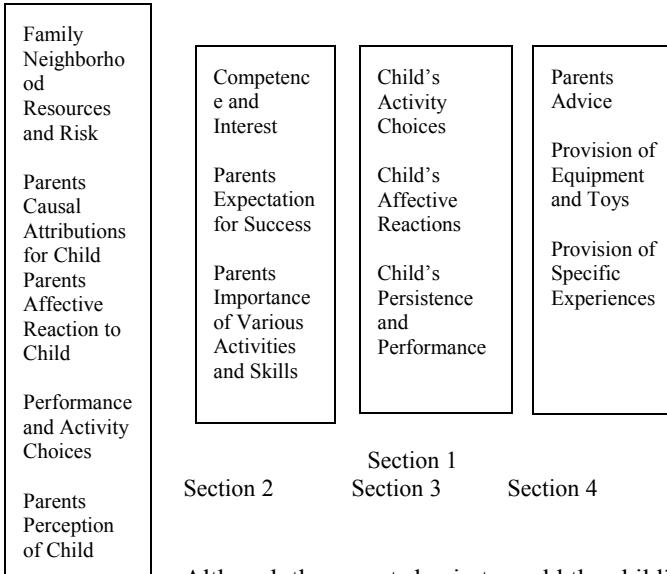 Family
Neighborho
od
Resources
and Risk
Parents
Causal
Attributions
for Child
Parents
Affective
Reaction to
Child
Performance
and Activity
Choices
Parents
Perception
of Child
Competenc
e and
Interest
Parents
Expectation
for Success
Parents
Importance
of Various
Activities
and Skills
Child's
Activity
Choices
Child's
Affective
Reactions
Child's
Persistence
and
Performance
Parents
Advice
Provision of
Equipment
and Toys
Provision of
Specific
Experiences
Section 1
Section 2 Section 3 Section 4